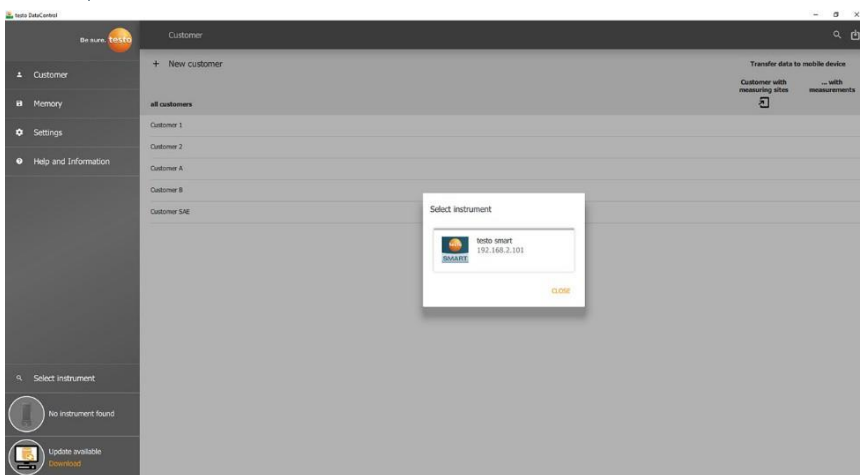 testo DataControl
Be sure. testo
Customer
Customer
Memory
Settings
Help and Information
+ New customer
Transfer data to mobile device
Customer with
measuring sites
... with
measurements
all customers
Customer 1
Customer 2
Customer A
Customer B
Customer SAE
Select instrument
testo smart
192.168.2.101
SMART
CLOSE
Select instrument
No instrument found
Update available
Download